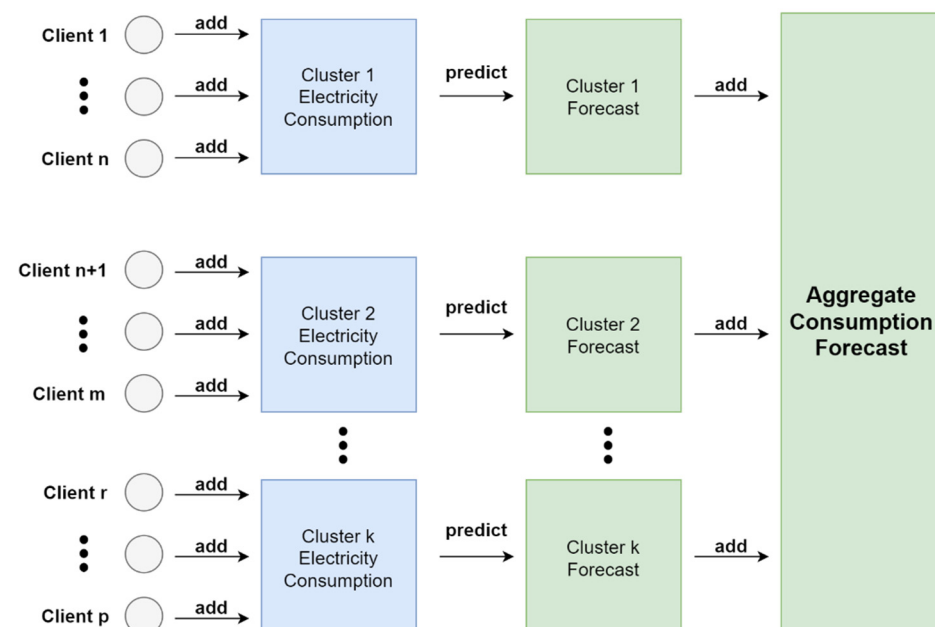 Client 1
add
add
Client n
add
Cluster 1
Electricity
Consumption
predict
Cluster 1
Forecast
add
Client n+1
add
add
Client m
add
Cluster 2
Electricity
Consumption
predict
Cluster 2
Forecast
add
Client r
add
add
Client p
add
Cluster k
Electricity
Consumption
predict
Cluster k
Forecast
add
Aggregate
Consumption
Forecast